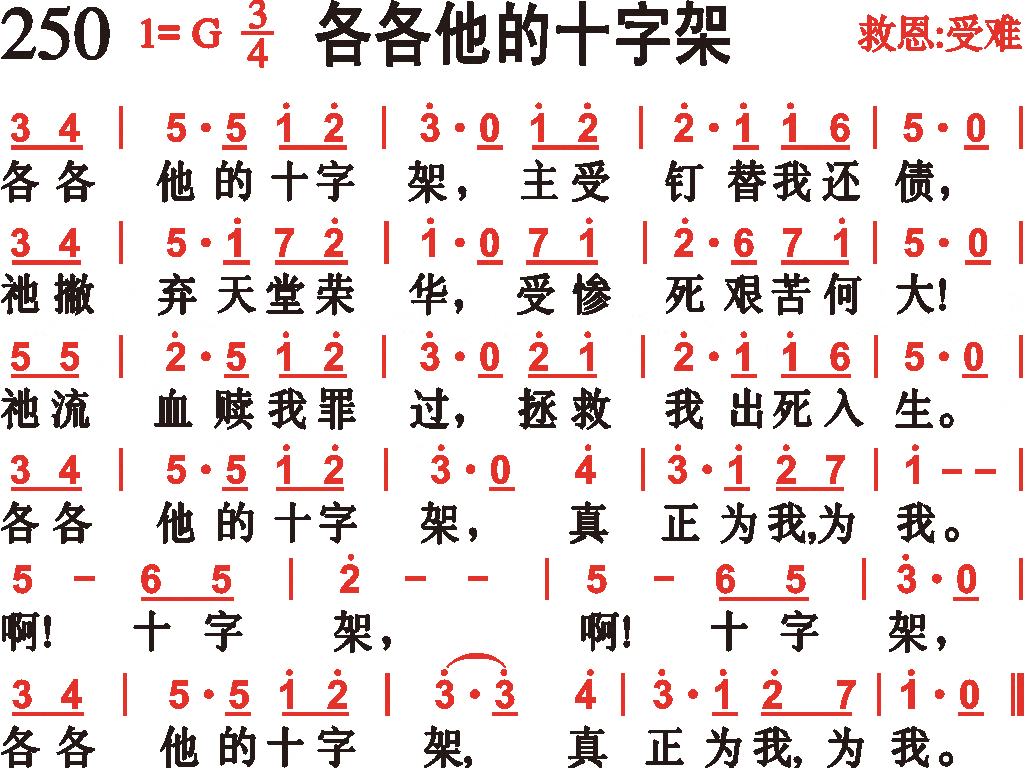 250 1=G 3/4 各各他的十字架 救恩:受难
3 4 | 5·5 1̇ 2̇ | 3̇·0 1̇ 2̇ | 2̇·1̇ 1̇ 6 | 5·0 |
各各 他的十字 架，主受 钉替我还 债，
3 4 | 5·1̇ 7 2̇ | 1̇·0 7 1̇ | 2̇·6 7 1̇ | 5·0 |
祂撇 弃天堂荣 华，受惨 死艰苦何 大!
5 5 | 2̇·5 1̇ 2̇ | 3̇·0 2̇ 1̇ | 2̇·1̇ 1̇ 6 | 5·0 |
祂流 血赎我罪 过，拯救 我出死入 生。
3 4 | 5·5 1̇ 2̇ | 3̇·0 4̇ | 3̇·1̇ 2̇ 7 | 1̇ – – |
各各 他的十字 架，真 正为我,为 我。
5 – 6 5 | 2̇ – – | 5 – 6 5 | 3̇·0 |
啊! 十字 架， 啊! 十字 架，
3 4 | 5·5 1̇ 2̇ | 3̇·3̇ 4̇ | 3̇·1̇ 2̇ 7 | 1̇·0 ‖
各各 他的十字 架, 真 正为我, 为 我。